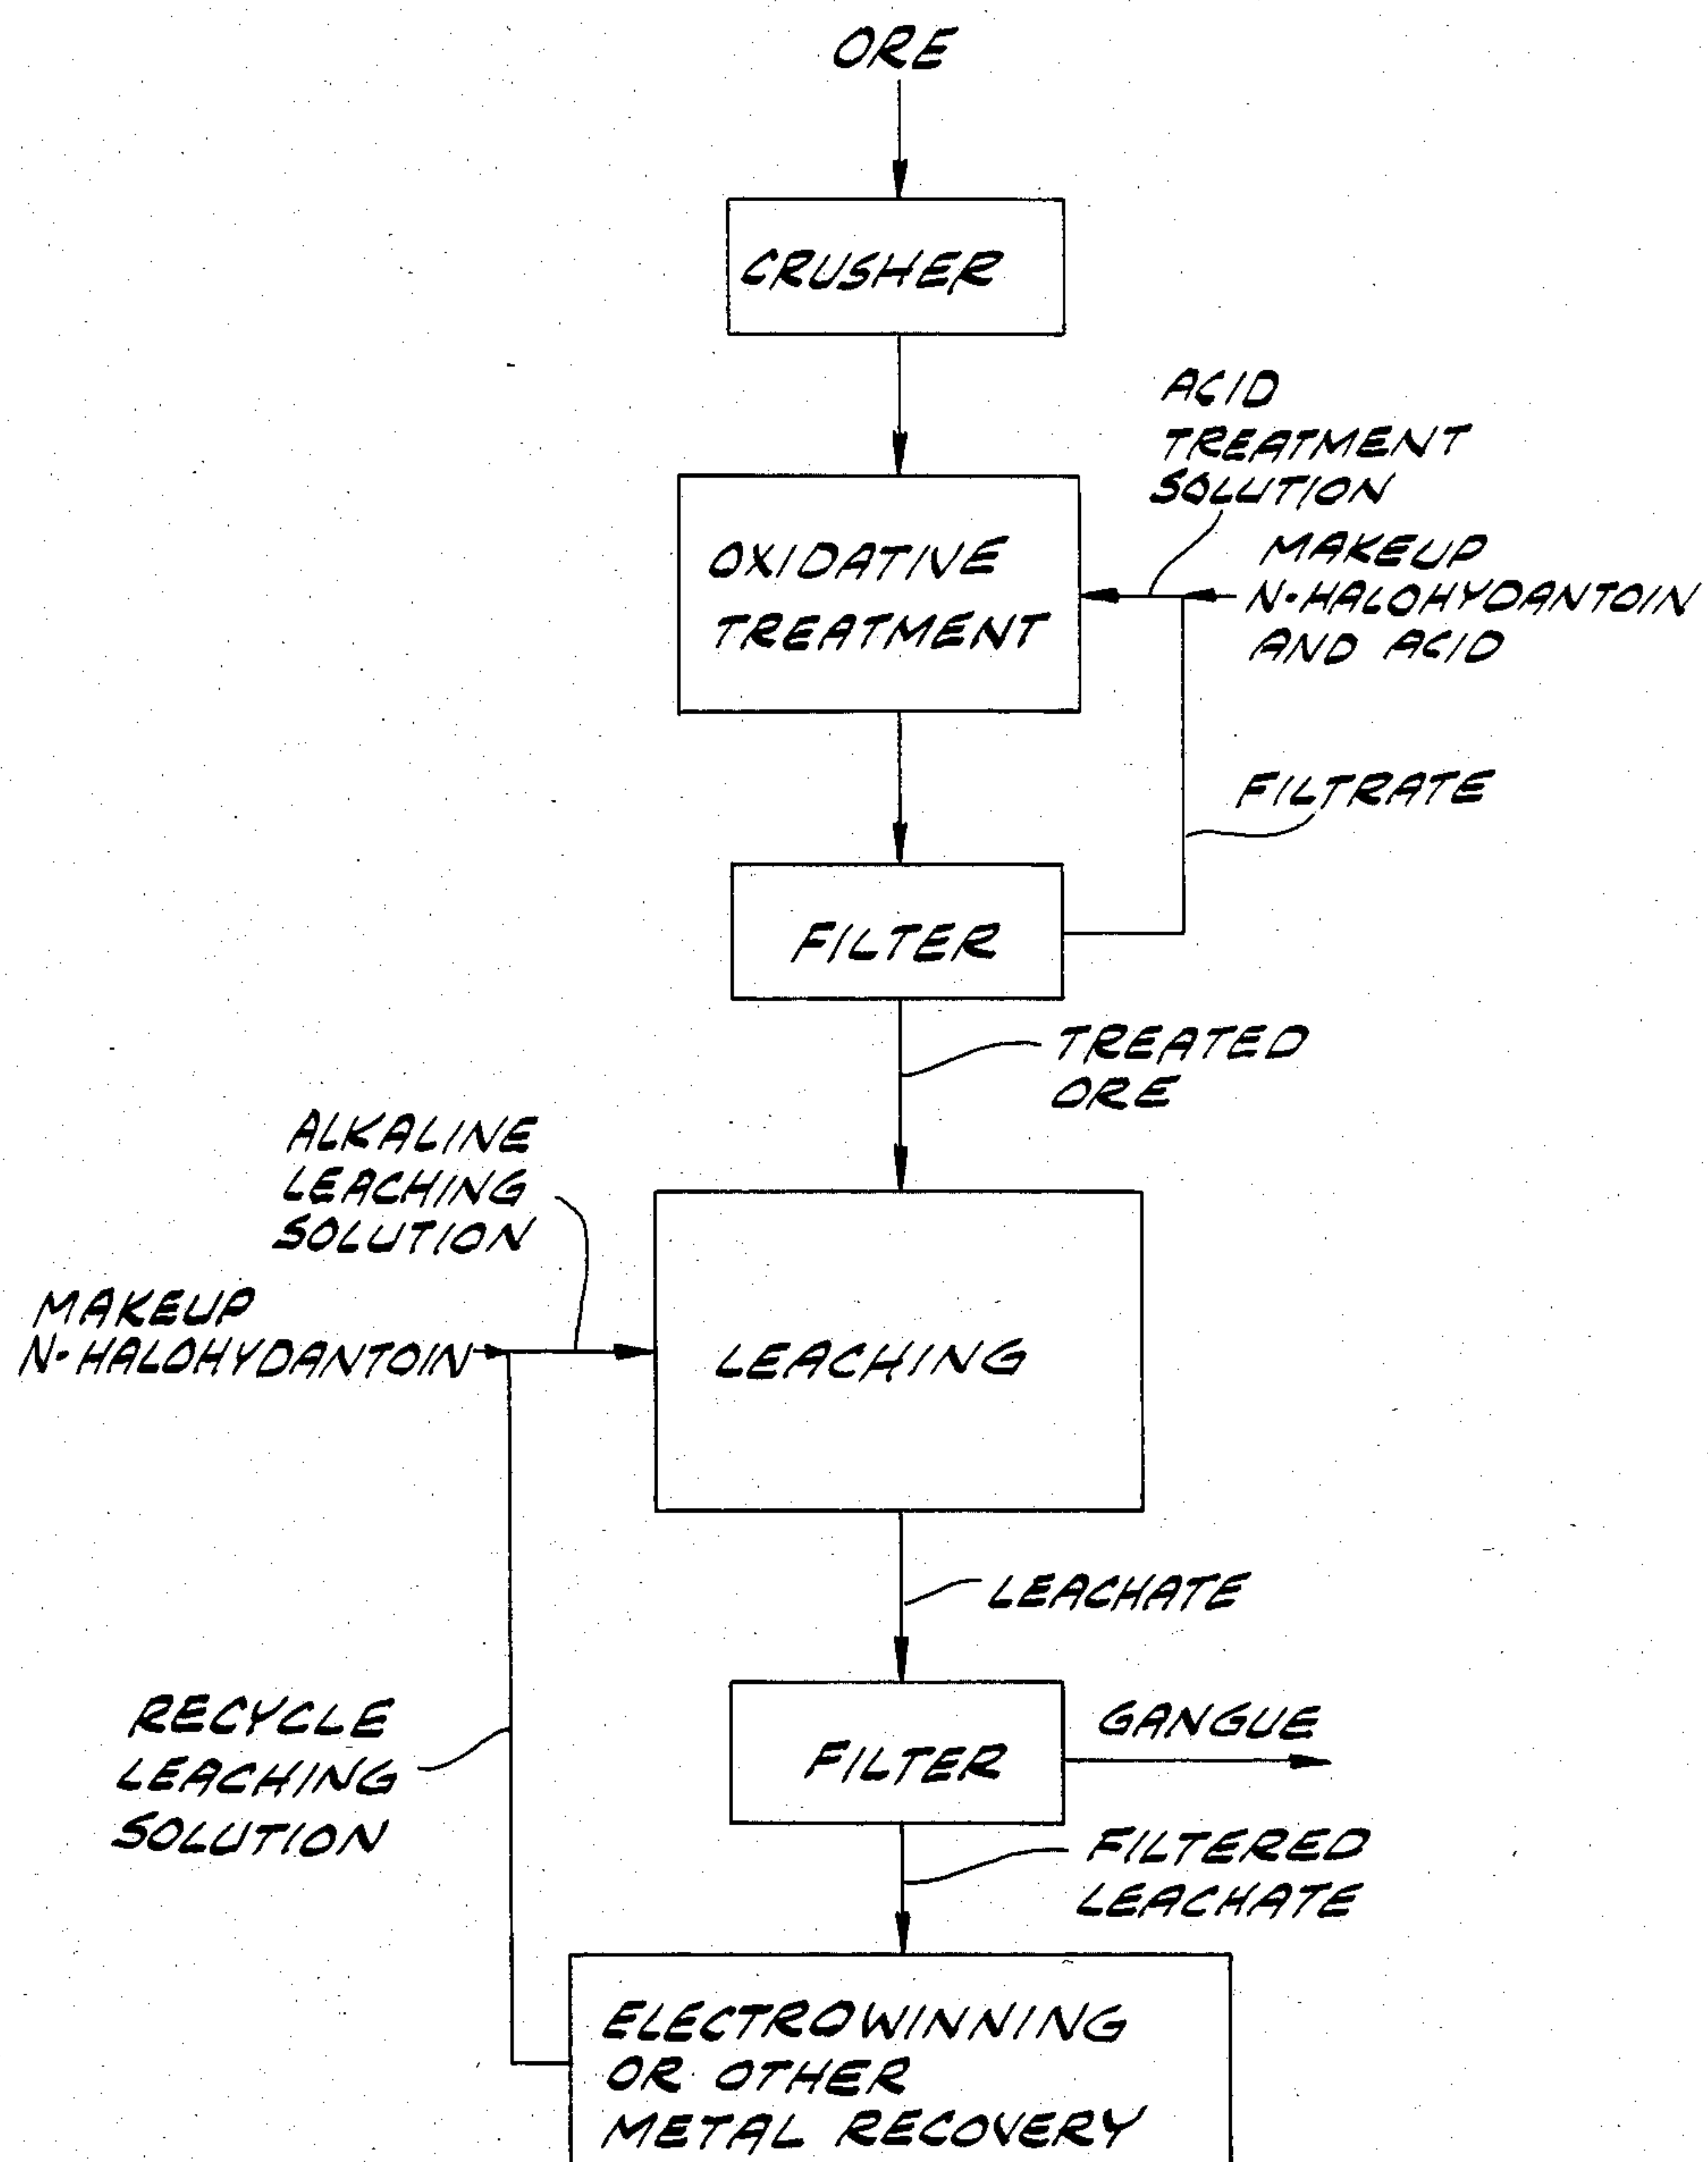 ORE
CRUSHER
ACID
TREATMENT
SOLUTION
OXIDATIVE
TREATMENT
MAKEUP
N-HALOHYDANTOIN
AND ACID
FILTRATE
FILTER
TREATED
ORE
ALKALINE
LEACHING
SOLUTION
MAKEUP
N-HALOHYDANTOIN
LEACHING
LEACHATE
FILTER
GANGUE
RECYCLE
LEACHING
SOLUTION
FILTERED
LEACHATE
ELECTROWINNING
OR OTHER
METAL RECOVERY